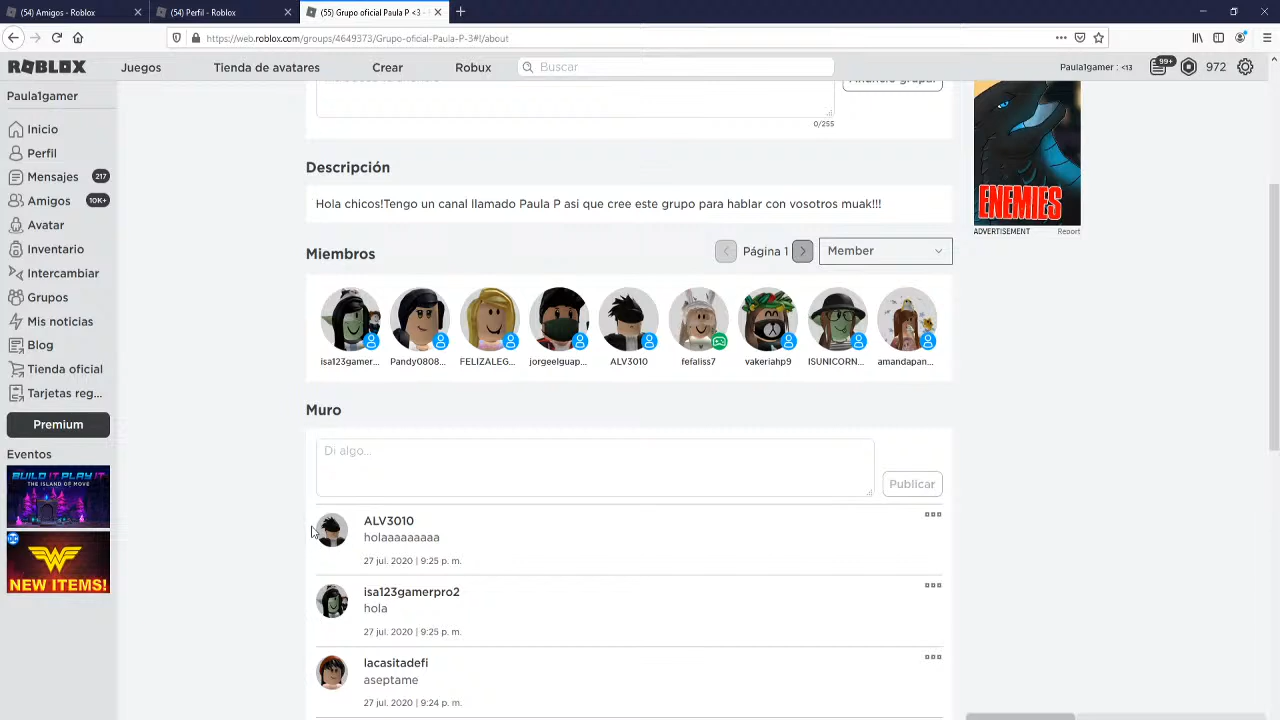 (54) Amigos - Roblox
(54) Perfil - Roblox
(55) Grupo oficial Paula P <3 -
https://web.roblox.com/groups/4649373/Grupo-oficial-Paula-P-3#!/about
ROBLOX
Juegos
Tienda de avatares
Crear
Robux
Buscar
Paula1gamer : <13
99+
972
Paula1gamer
Inicio
Perfil
Mensajes
217
Amigos
10K+
Avatar
Inventario
Intercambiar
Grupos
Mis noticias
Blog
Tienda oficial
Tarjetas reg...
Premium
Eventos
BUILD IT PLAY IT
THE ISLAND OF MOVE
DC
NEW ITEMS!
Anuncio grupal
0/255
Descripción
Hola chicos!Tengo un canal llamado Paula P asi que cree este grupo para hablar con vosotros muak!!!
Miembros
Página 1
Member
isa123gamer...
Pandy0808...
FELIZALEG...
jorgeelguap...
ALV3010
fefaliss7
vakeriahp9
ISUNICORN...
amandapan...
Muro
Di algo...
Publicar
ALV3010
holaaaaaaaaa
27 jul. 2020 | 9:25 p. m.
isa123gamerpro2
hola
27 jul. 2020 | 9:25 p. m.
lacasitadefi
aseptame
27 jul. 2020 | 9:24 p. m.
ENEMIES
ADVERTISEMENT
Report